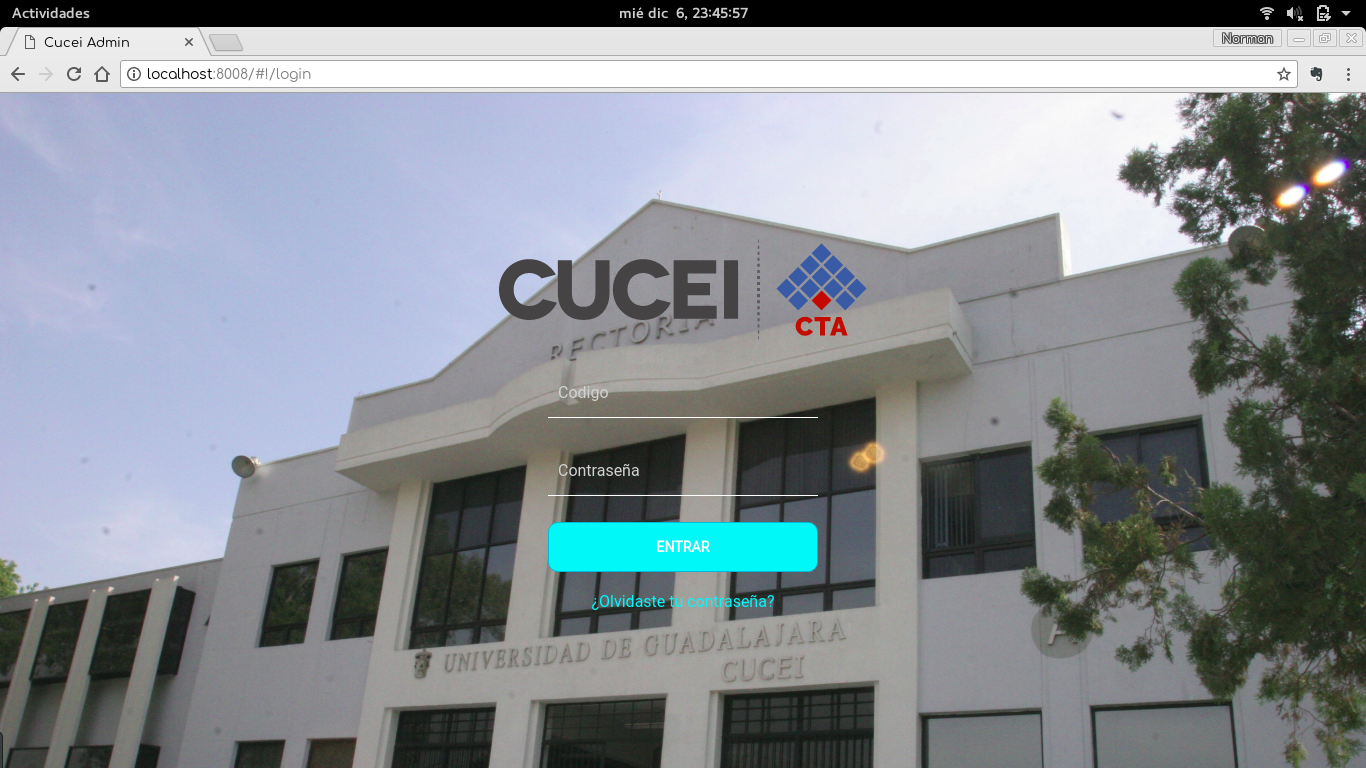 Actividades
mié dic 6, 23:45:57
Cucei Admin
Norman
localhost:8008/#!/login
CUCEI
CTA
RECTORIA
Codigo
Contraseña
ENTRAR
¿Olvidaste tu contraseña?
UNIVERSIDAD DE GUADALAJARA
CUCEI
A